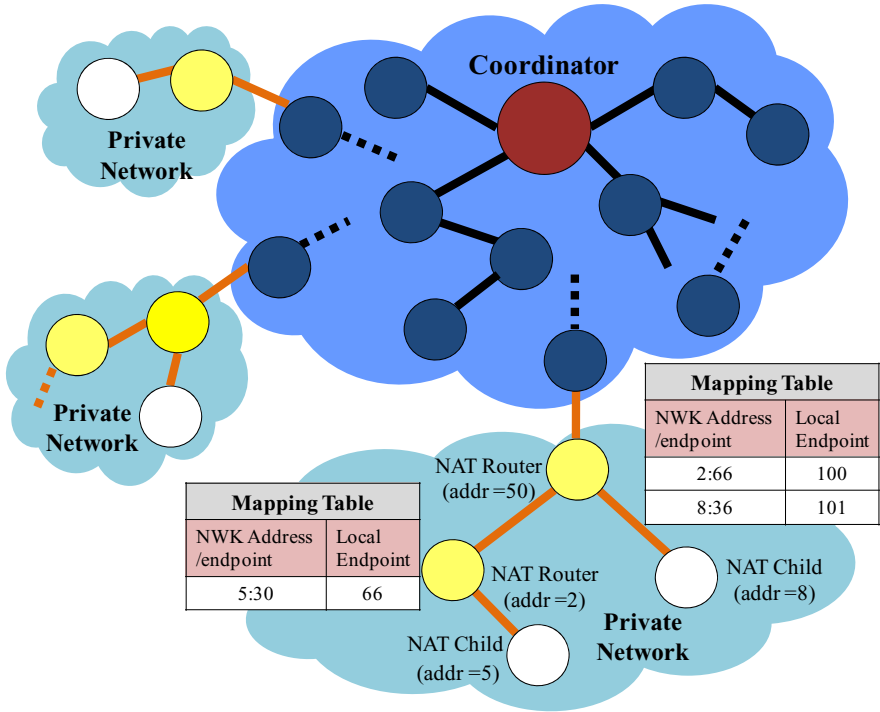 Coordinator
Private
Network
Private
Network
Mapping Table
NWK Address
/endpoint
Local
Endpoint
2:66
100
8:36
101
NAT Router
(addr =50)
Mapping Table
NWK Address
/endpoint
Local
Endpoint
5:30
66
NAT Router
(addr =2)
NAT Child
(addr =8)
NAT Child
(addr =5)
Private
Network